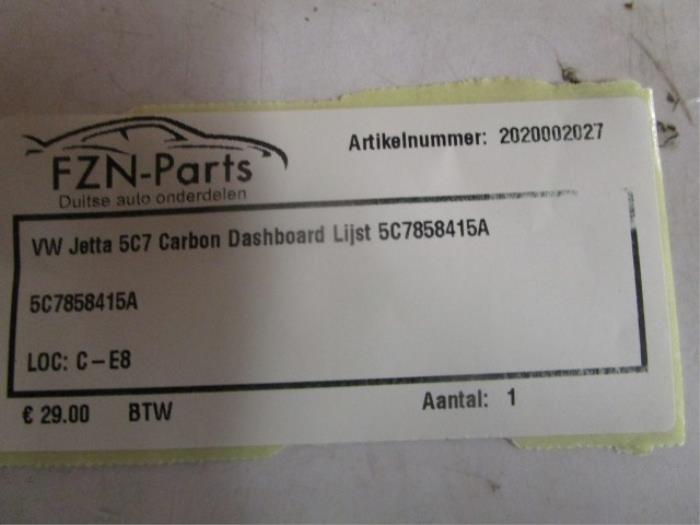 FZN-Parts
Duitse auto onderdelen
Artikelnummer: 2020002027
VW Jetta 5C7 Carbon Dashboard Lijst 5C7858415A
5C7858415A
LOC: C-E8
€ 29.00 BTW Aantal: 1